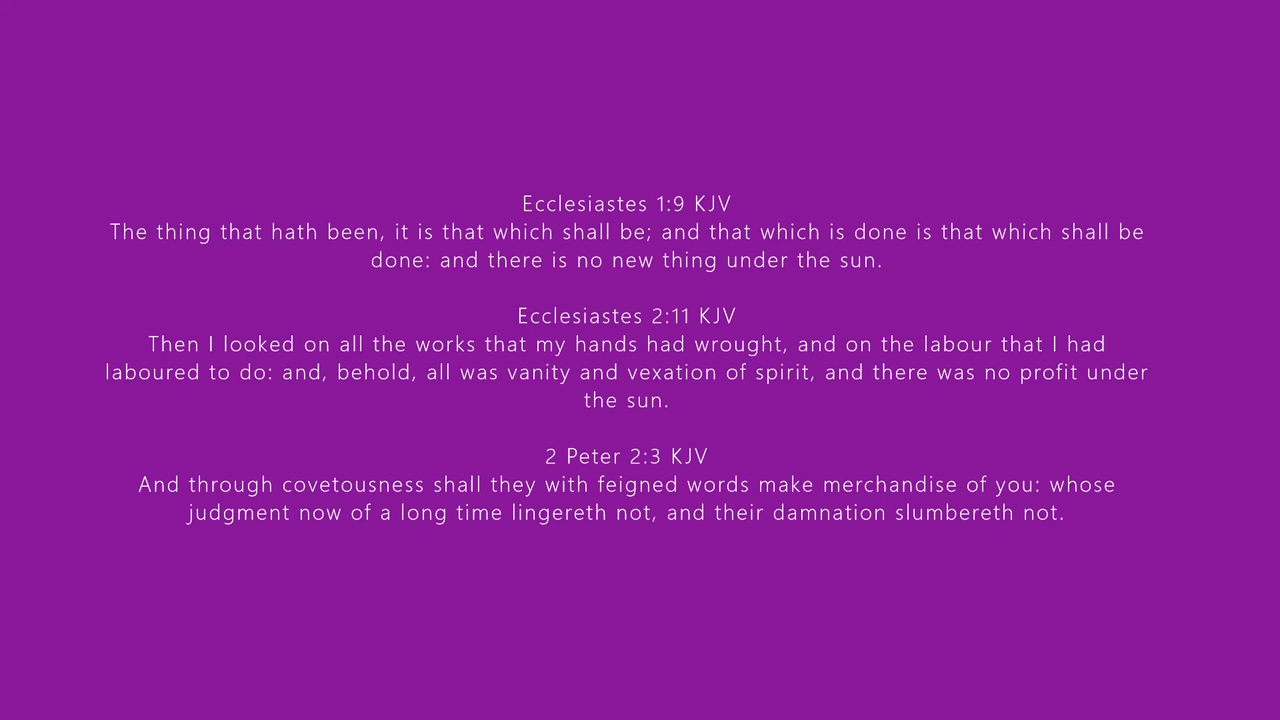 Ecclesiastes 1:9 KJV
The thing that hath been, it is that which shall be; and that which is done is that which shall be
done: and there is no new thing under the sun.
Ecclesiastes 2:11 KJV
Then I looked on all the works that my hands had wrought, and on the labour that I had
laboured to do: and, behold, all was vanity and vexation of spirit, and there was no profit under
the sun.
2 Peter 2:3 KJV
And through covetousness shall they with feigned words make merchandise of you: whose
judgment now of a long time lingereth not, and their damnation slumbereth not.